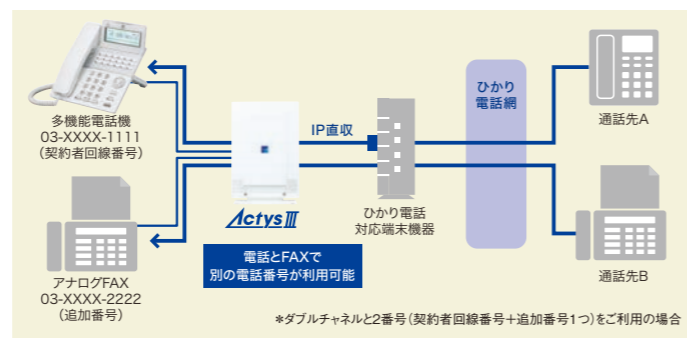 多機能電話機
03-XXXX-1111
（契約者回線番号）
アナログFAX
03-XXXX-2222
（追加番号）
ActysⅢ
電話とFAXで
別の電話番号が利用可能
IP直収
ひかり電話
対応端末機器
ひかり
電話網
通話先A
通話先B
＊ダブルチャネルと2番号（契約者回線番号＋追加番号1つ）をご利用の場合